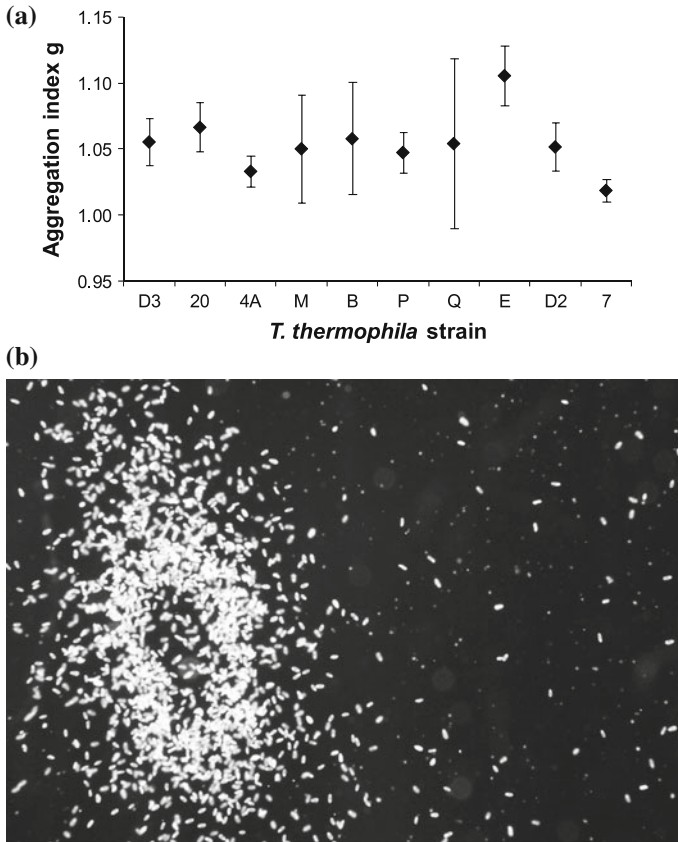 (a)
Aggregation index g
1.15
1.10
1.05
1.00
0.95
D3 20 4A M B P Q E D2 7
T. thermophila strain
(b)